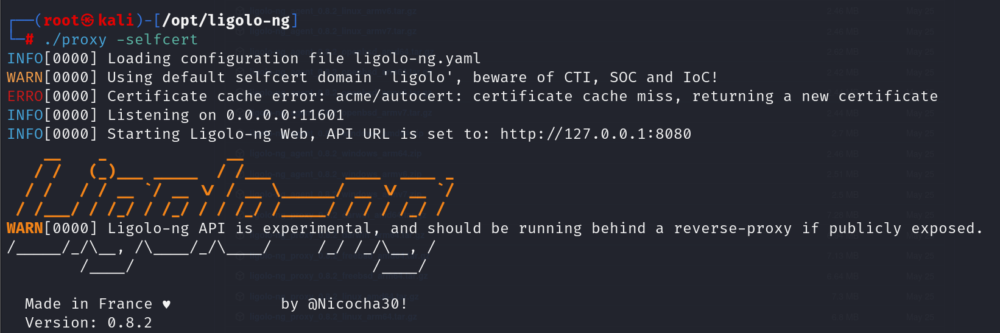 ┌──(root㉿kali)-[/opt/ligolo-ng]
└─# ./proxy -selfcert
INFO[0000] Loading configuration file ligolo-ng.yaml
WARN[0000] Using default selfcert domain 'ligolo', beware of CTI, SOC and IoC!
ERRO[0000] Certificate cache error: acme/autocert: certificate cache miss, returning a new certificate
INFO[0000] Listening on 0.0.0.0:11601
INFO[0000] Starting Ligolo-ng Web, API URL is set to: http://127.0.0.1:8080
    __    _             __
   / /   (_)___ _____  / /___        ____  ____ _
  / /   / / __ `/ __ \/ / __ \______/ __ \/ __ `/
 / /___/ / /_/ / /_/ / / /_/ /_____/ / / / /_/ /
WARN[0000] Ligolo-ng API is experimental, and should be running behind a reverse-proxy if publicly exposed.
/_____/_/\__, /\____/_/\____/     /_/ /_/\__, /
        /____/                          /____/
  Made in France ♥            by @Nicocha30!
  Version: 0.8.2